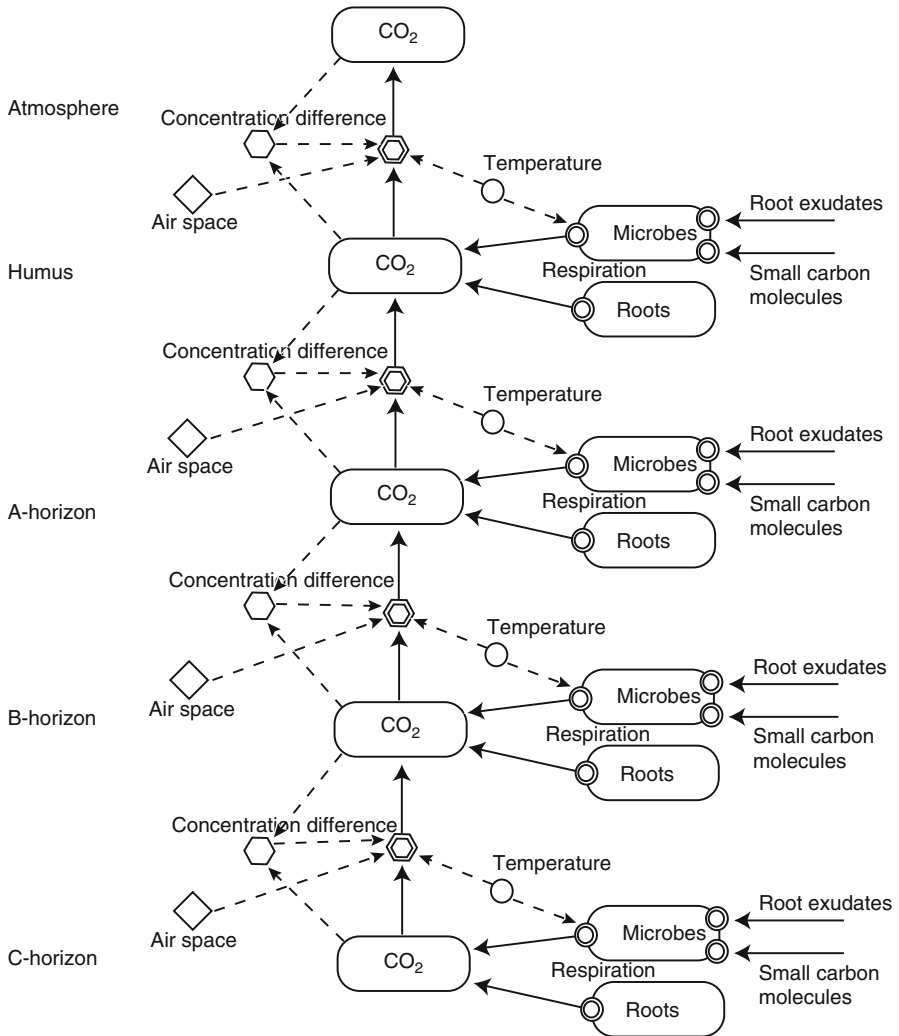 CO₂
Atmosphere
Concentration difference
Temperature
Air space
Root exudates
Microbes
Humus
CO₂
Respiration
Small carbon
molecules
Roots
Concentration difference
Temperature
Air space
Root exudates
Microbes
A-horizon
CO₂
Respiration
Small carbon
molecules
Roots
Concentration difference
Temperature
Air space
Root exudates
Microbes
B-horizon
CO₂
Respiration
Small carbon
molecules
Roots
Concentration difference
Temperature
Air space
Root exudates
Microbes
C-horizon
CO₂
Respiration
Small carbon
molecules
Roots